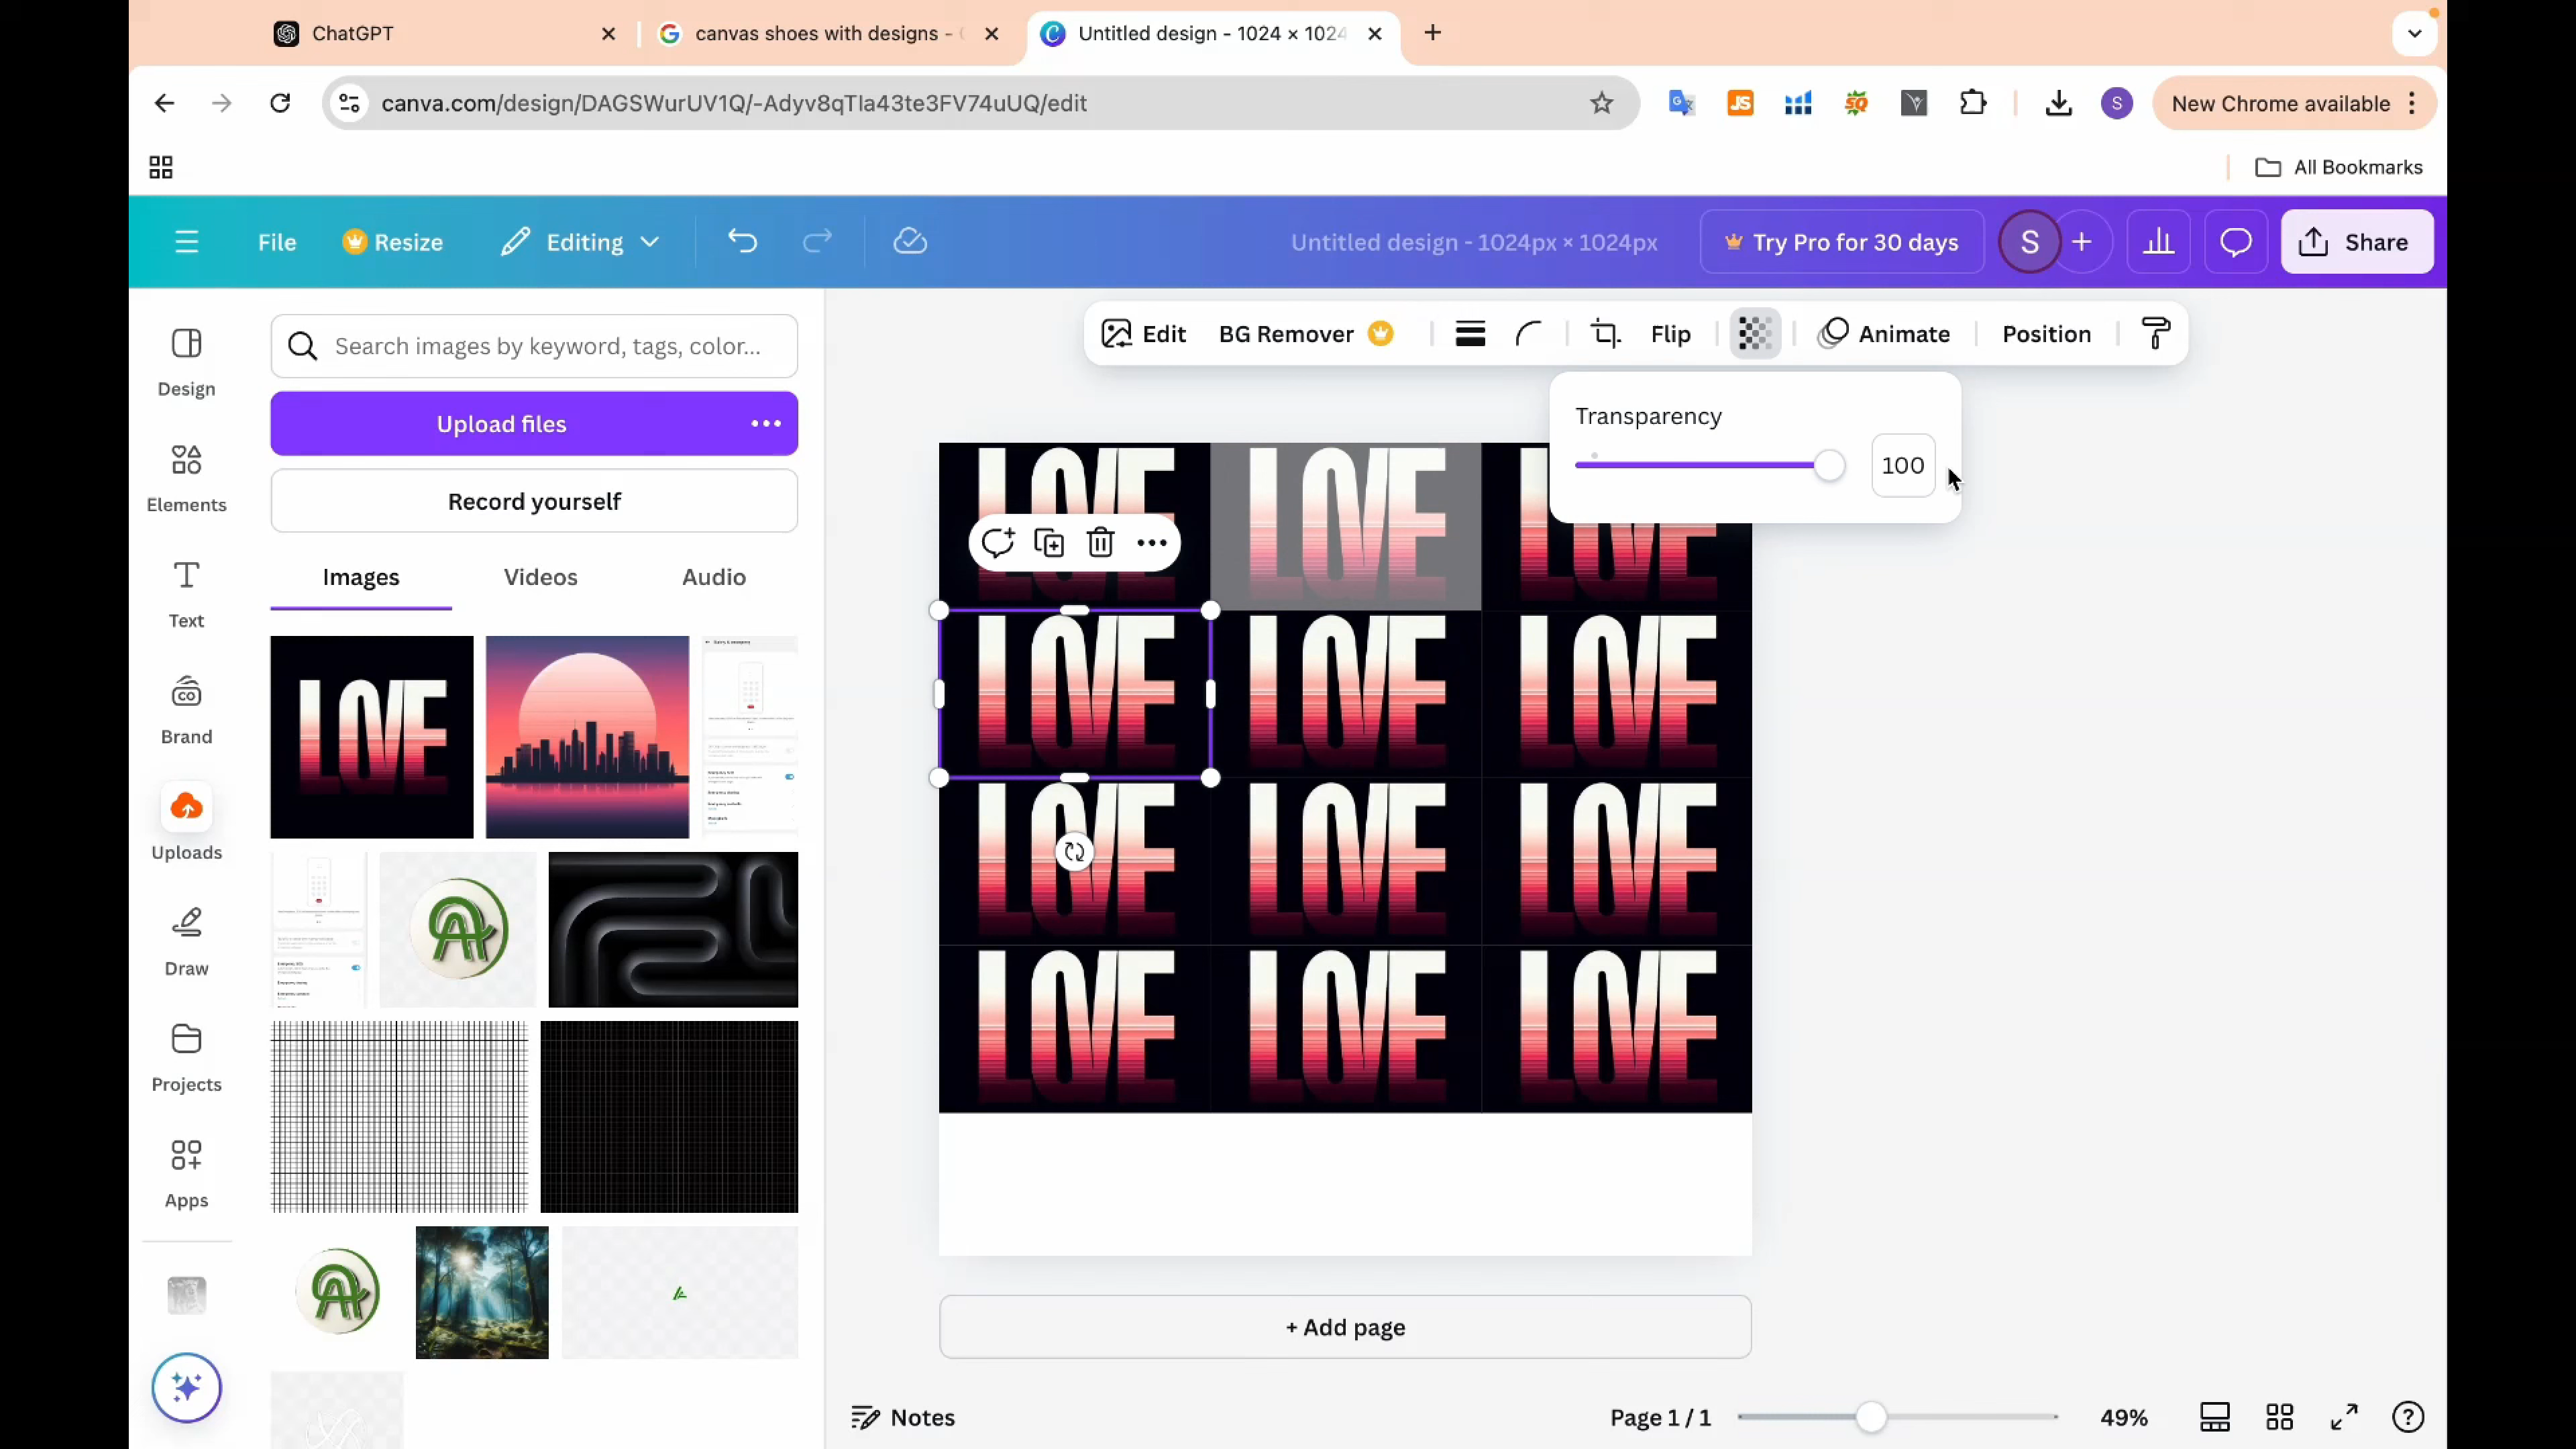 ChatGPT
canvas shoes with designs -
Untitled design - 1024 × 1024
canva.com/design/DAGSWurUV1Q/-Adyv8qTIa43te3FV74uUQ/edit
JS
SQ
S
New Chrome available
All Bookmarks
File
Resize
Editing
Untitled design - 1024px × 1024px
Try Pro for 30 days
S
Share
Search images by keyword, tags, color...
Edit
BG Remover
Flip
Animate
Position
Design
Upload files
Transparency
100
Elements
Record yourself
LOVE
LOVE
LOVE
Images
Videos
Audio
Text
LOVE
LOVE
LOVE
LOVE
Brand
CO
Uploads
LOVE
LOVE
LOVE
Draw
LOVE
LOVE
LOVE
Projects
Apps
+ Add page
Notes
Page 1 / 1
49%